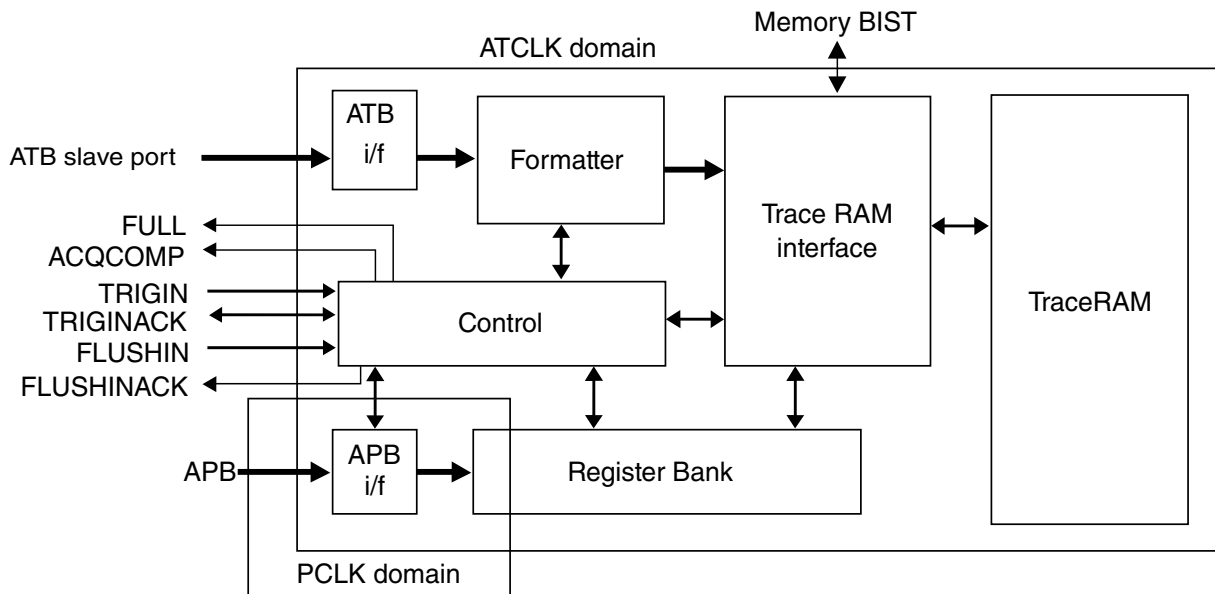 Memory BIST
ATCLK domain
ATB
i/f
ATB slave port
Formatter
Trace RAM
interface
TraceRAM
FULL
ACQCOMP
TRIGIN
TRIGINACK
FLUSHIN
FLUSHINACK
Control
APB
APB
i/f
Register Bank
PCLK domain